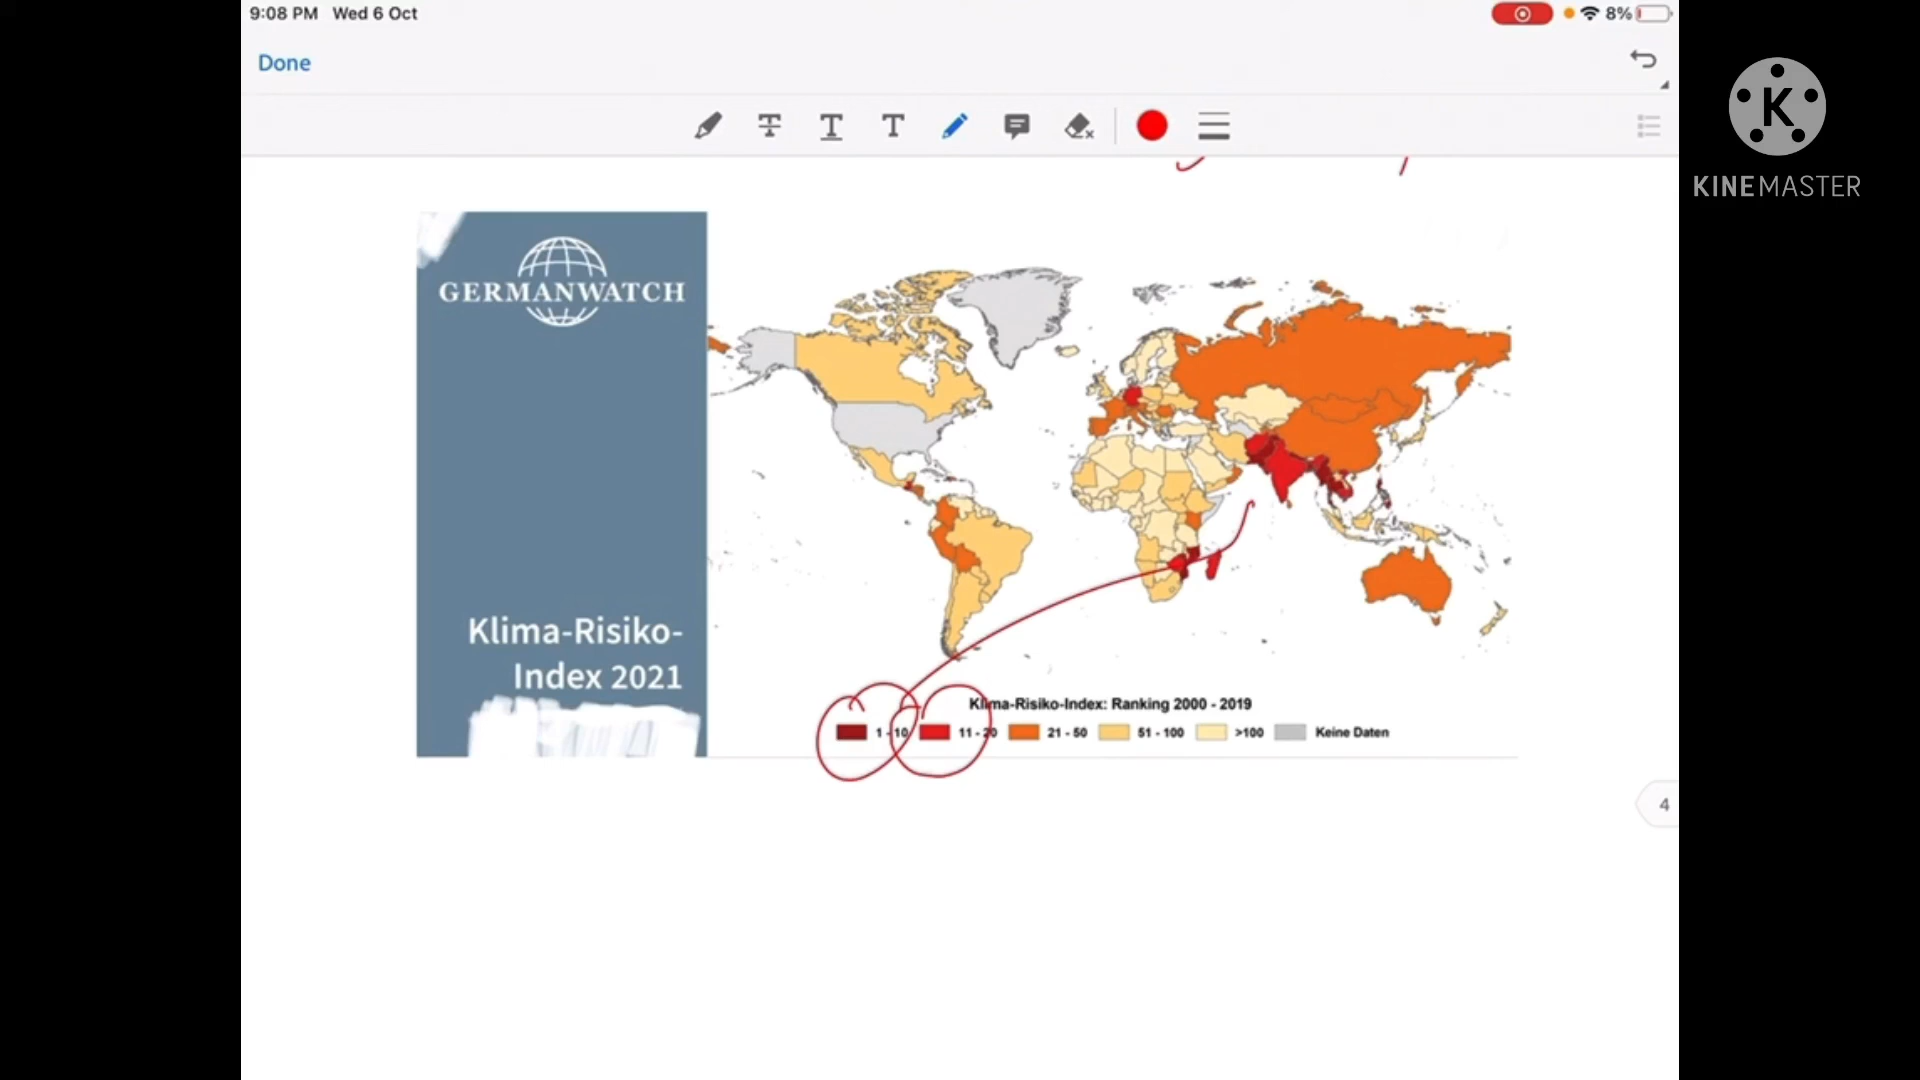 9:08 PM Wed 6 Oct
8%
Done
KINEMASTER
GERMANWATCH
Klima-Risiko-
Index 2021
Klima-Risiko-Index: Ranking 2000 - 2019
1 - 10 11 - 20 21 - 50 51 - 100 >100 Keine Daten
4